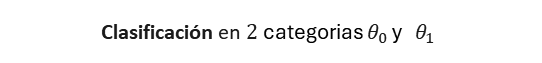 Clasificación en 2 categorias θ₀ y θ₁